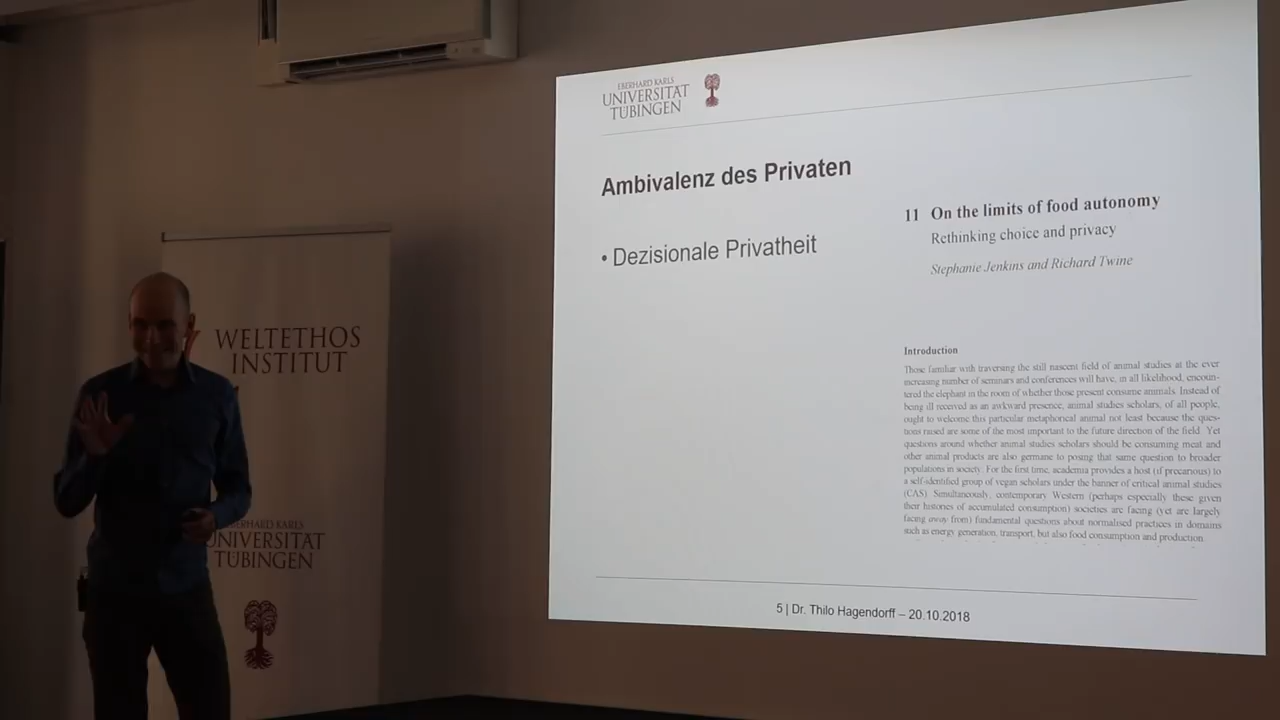 EBERHARD KARLS
UNIVERSITÄT
TÜBINGEN
Ambivalenz des Privaten
• Dezisionale Privatheit
11 On the limits of food autonomy
Rethinking choice and privacy
Stephanie Jenkins and Richard Twine
Introduction
Those familiar with traversing the still nascent field of animal studies at the ever
increasing number of seminars and conferences will have, in all likelihood, encoun-
tered the elephant in the room of whether those present consume animals. Instead of
being ill received as an awkward presence, animal studies scholars, of all people,
ought to welcome this particular metaphorical animal not least because the ques-
tions raised are some of the most important to the future direction of the field. Yet
questions around whether animal studies scholars should be consuming meat and
other animal products are also germane to posing that same question to broader
populations in society. For the first time, academia provides a host (if precarious) to
a self-identified group of vegan scholars under the banner of critical animal studies
(CAS). Simultaneously, contemporary Western (perhaps especially these given
their histories of accumulated consumption) societies are facing (yet are largely
facing away from) fundamental questions about normalised practices in domains
such as energy generation, transport, but also food consumption and production.
5 | Dr. Thilo Hagendorff – 20.10.2018
WELTETHOS
INSTITUT
EBERHARD KARLS
UNIVERSITÄT
TÜBINGEN